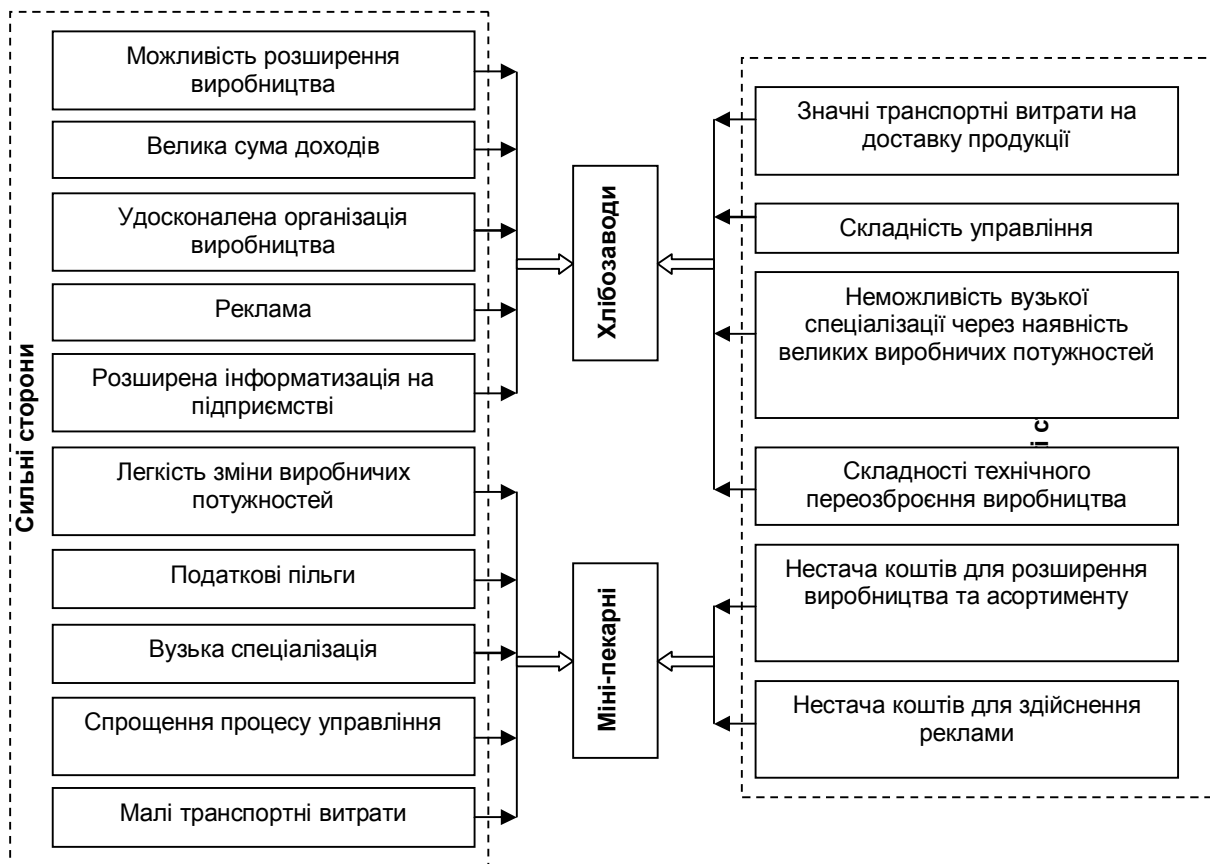 Сильні сторони
Можливість розширення
виробництва
Велика сума доходів
Удосконалена організація
виробництва
Реклама
Розширена інформатизація на
підприємстві
Легкість зміни виробничих
потужностей
Податкові пільги
Вузька спеціалізація
Спрощення процесу управління
Малі транспортні витрати
Хлібозаводи
Міні-пекарні
Значні транспортні витрати на
доставку продукції
Складність управління
Неможливість вузької
спеціалізації через наявність
великих виробничих потужностей
Складності технічного
переозброєння виробництва
Нестача коштів для розширення
виробництва та асортименту
Нестача коштів для здійснення
реклами